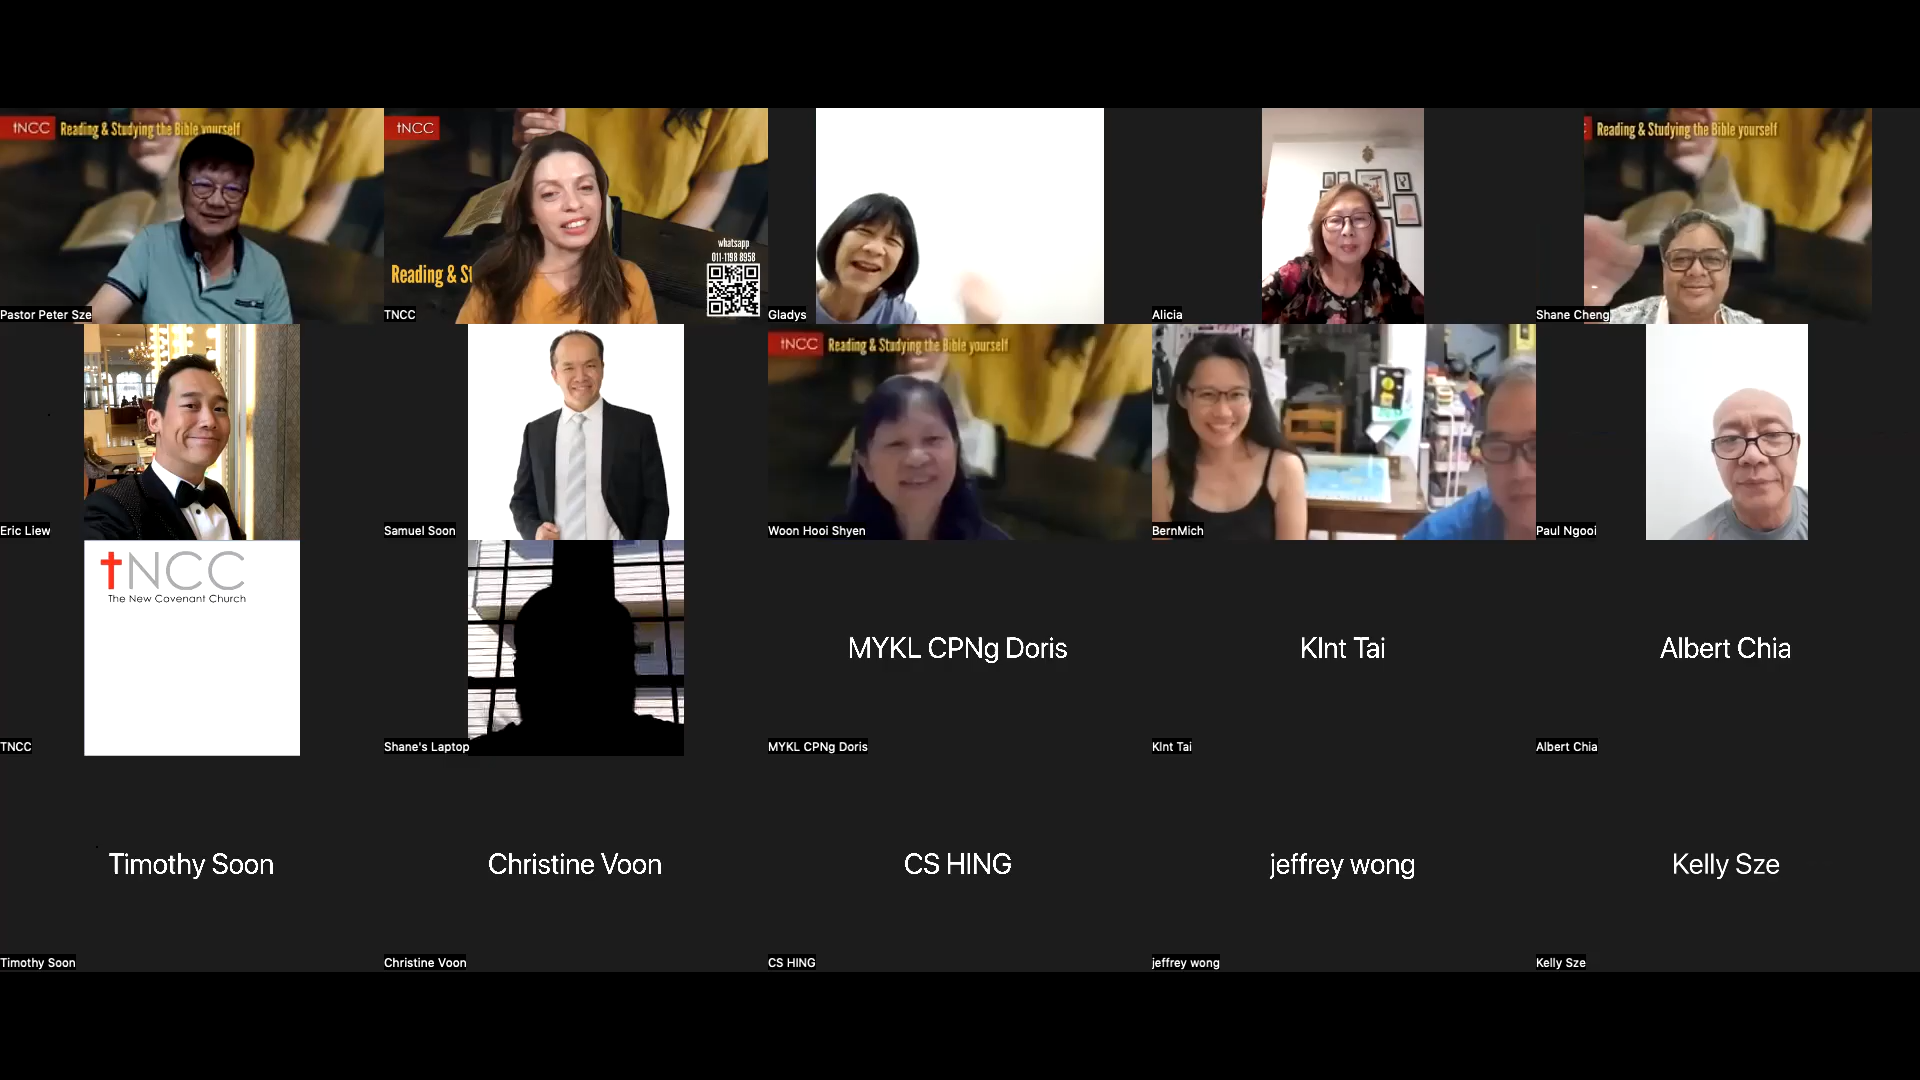 tNCC Reading & Studying the Bible yourself
Pastor Peter Sze
tNCC
Reading & St
whatsapp
011-1198 8958
TNCC
Gladys
Alicia
Reading & Studying the Bible yourself
Shane Cheng
Eric Liew
Samuel Soon
tNCC Reading & Studying the Bible yourself
Woon Hooi Shyen
BernMich
Paul Ngooi
tNCC
The New Covenant Church
TNCC
Shane's Laptop
MYKL CPNg Doris
MYKL CPNg Doris
KInt Tai
KInt Tai
Albert Chia
Albert Chia
Timothy Soon
Timothy Soon
Christine Voon
Christine Voon
CS HING
CS HING
jeffrey wong
jeffrey wong
Kelly Sze
Kelly Sze